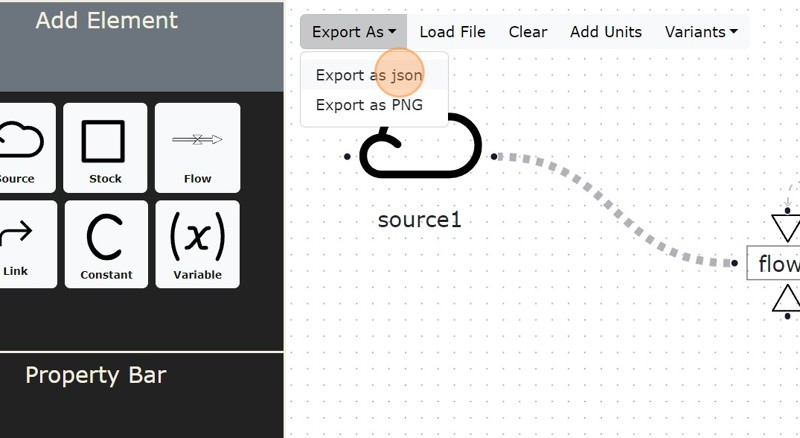 Add Element
Export As
Load File
Clear
Add Units
Variants
Export as json
Export as PNG
Source
Stock
Flow
Link
Constant
(x)
Variable
source1
flow
Property Bar